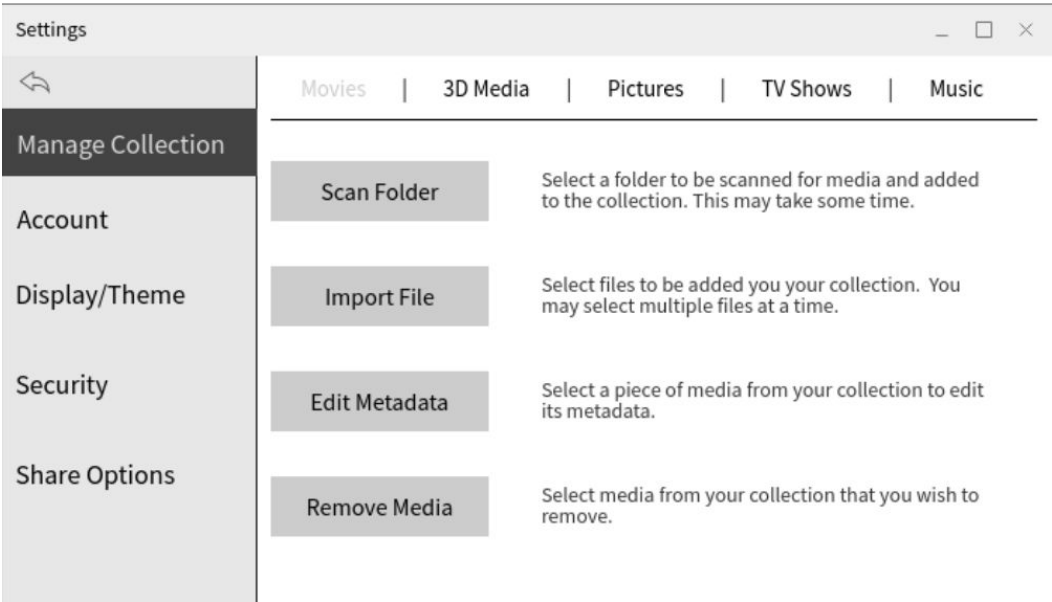 Settings
Movies | 3D Media | Pictures | TV Shows | Music
Manage Collection
Account
Display/Theme
Security
Share Options
Scan Folder
Select a folder to be scanned for media and added
to the collection. This may take some time.
Import File
Select files to be added you your collection.  You
may select multiple files at a time.
Edit Metadata
Select a piece of media from your collection to edit
its metadata.
Remove Media
Select media from your collection that you wish to
remove.